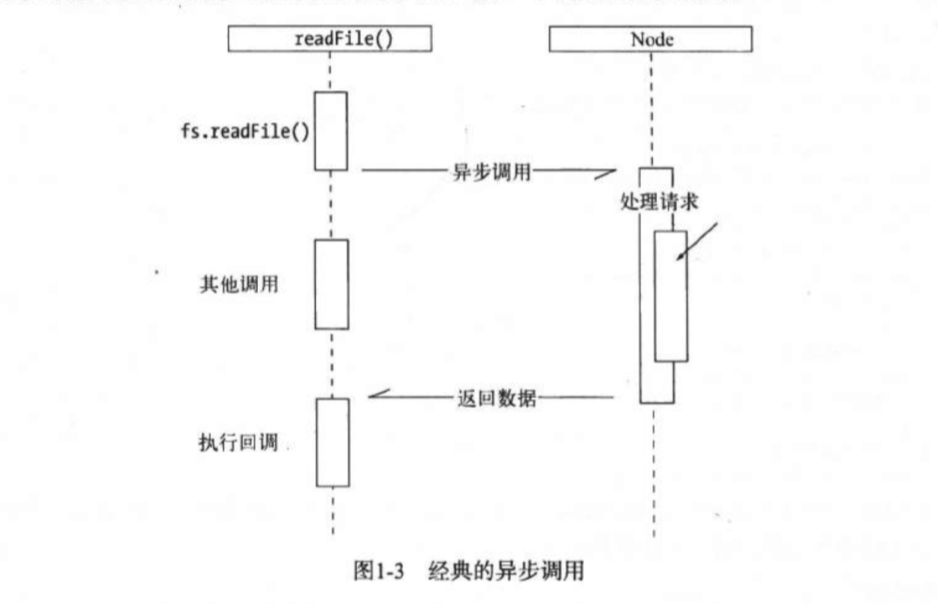 readFile()
Node
fs.readFile()
异步调用
处理请求
其他调用
返回数据
执行回调
图1-3 经典的异步调用